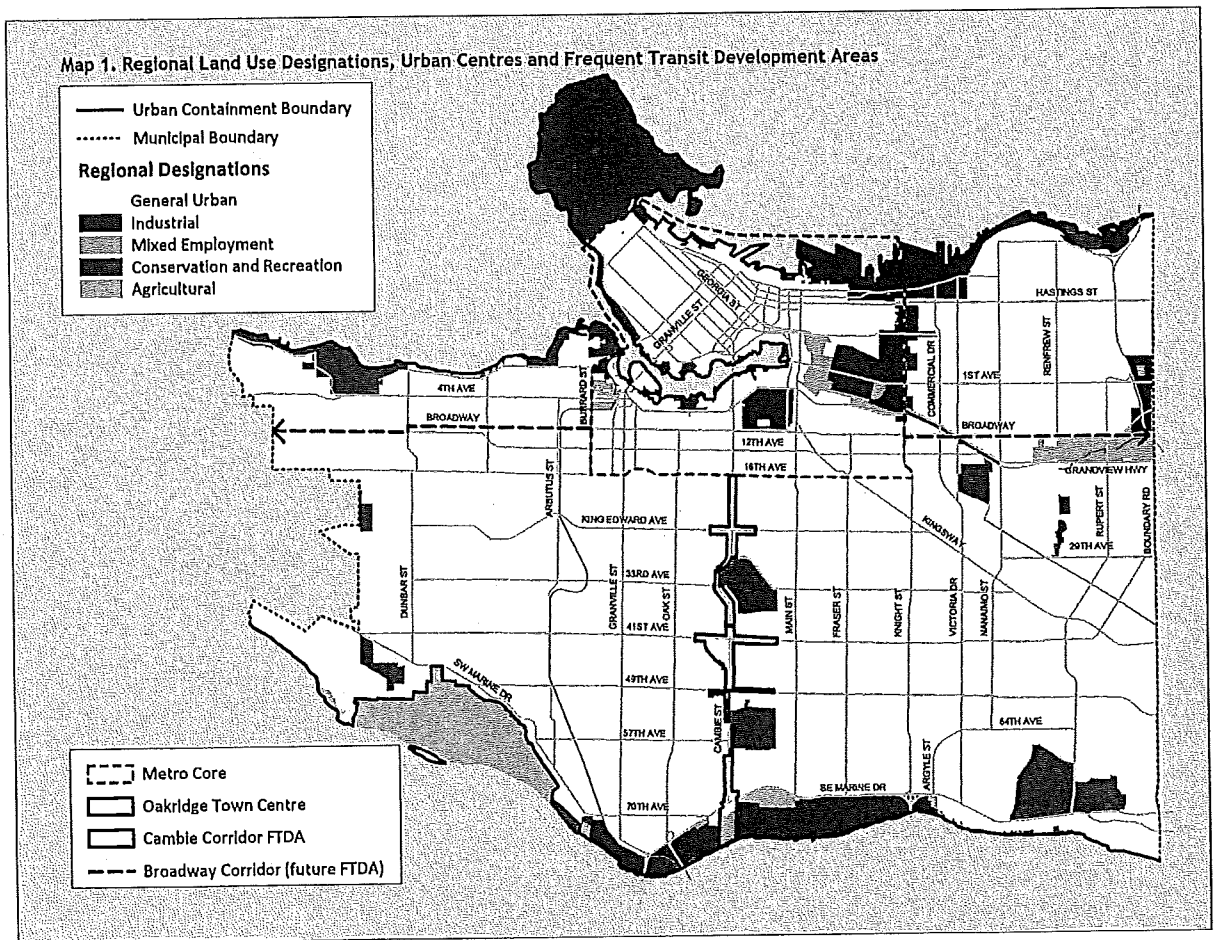 Map 1. Regional Land Use Designations, Urban Centres and Frequent Transit Development Areas
Urban Containment Boundary
Municipal Boundary
Regional Designations
General Urban
Industrial
Mixed Employment
Conservation and Recreation
Agricultural
GEORGIA ST
GRANVILLE ST
HASTINGS ST
RENFREW ST
COMMERCIAL DR
1ST AVE
4TH AVE
BURRARD ST
BROADWAY
BROADWAY
12TH AVE
16TH AVE
GRANDVIEW HWY
ARBUTUS ST
KING EDWARD AVE
KINGSWAY
RUPERT ST
BOUNDARY RD
29TH AVE
DUNBAR ST
GRANVILLE ST
33RD AVE
OAK ST
MAIN ST
FRASER ST
KNIGHT ST
VICTORIA DR
NANAIMO ST
41ST AVE
SW MARINE DR
49TH AVE
CAMBIE ST
57TH AVE
64TH AVE
ARGYLE ST
SE MARINE DR
70TH AVE
Metro Core
Oakridge Town Centre
Cambie Corridor FTDA
Broadway Corridor (future FTDA)